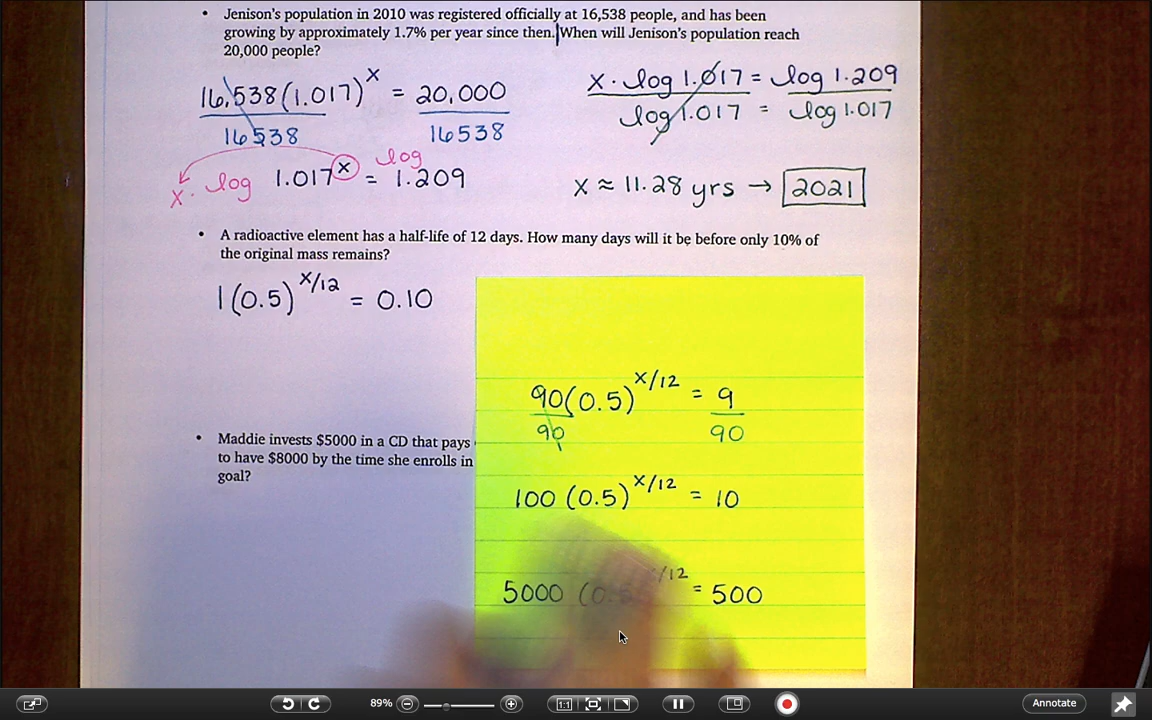 • Jenison's population in 2010 was registered officially at 16,538 people, and has been
growing by approximately 1.7% per year since then. When will Jenison's population reach
20,000 people?
16,538(1.017)^x = 20,000
16538 16538
x · log 1.017^x = log 1.209
x · log 1.017 = log 1.209
log 1.017 = log 1.017
x ≈ 11.28 yrs → 2021
• A radioactive element has a half-life of 12 days. How many days will it be before only 10% of
the original mass remains?
1(0.5)^x/12 = 0.10
90(0.5)^x/12 = 9
90 90
100 (0.5)^x/12 = 10
5000 (0.5 /12 = 500
• Maddie invests $5000 in a CD that pays
to have $8000 by the time she enrolls in
goal?
89%
1:1
Annotate